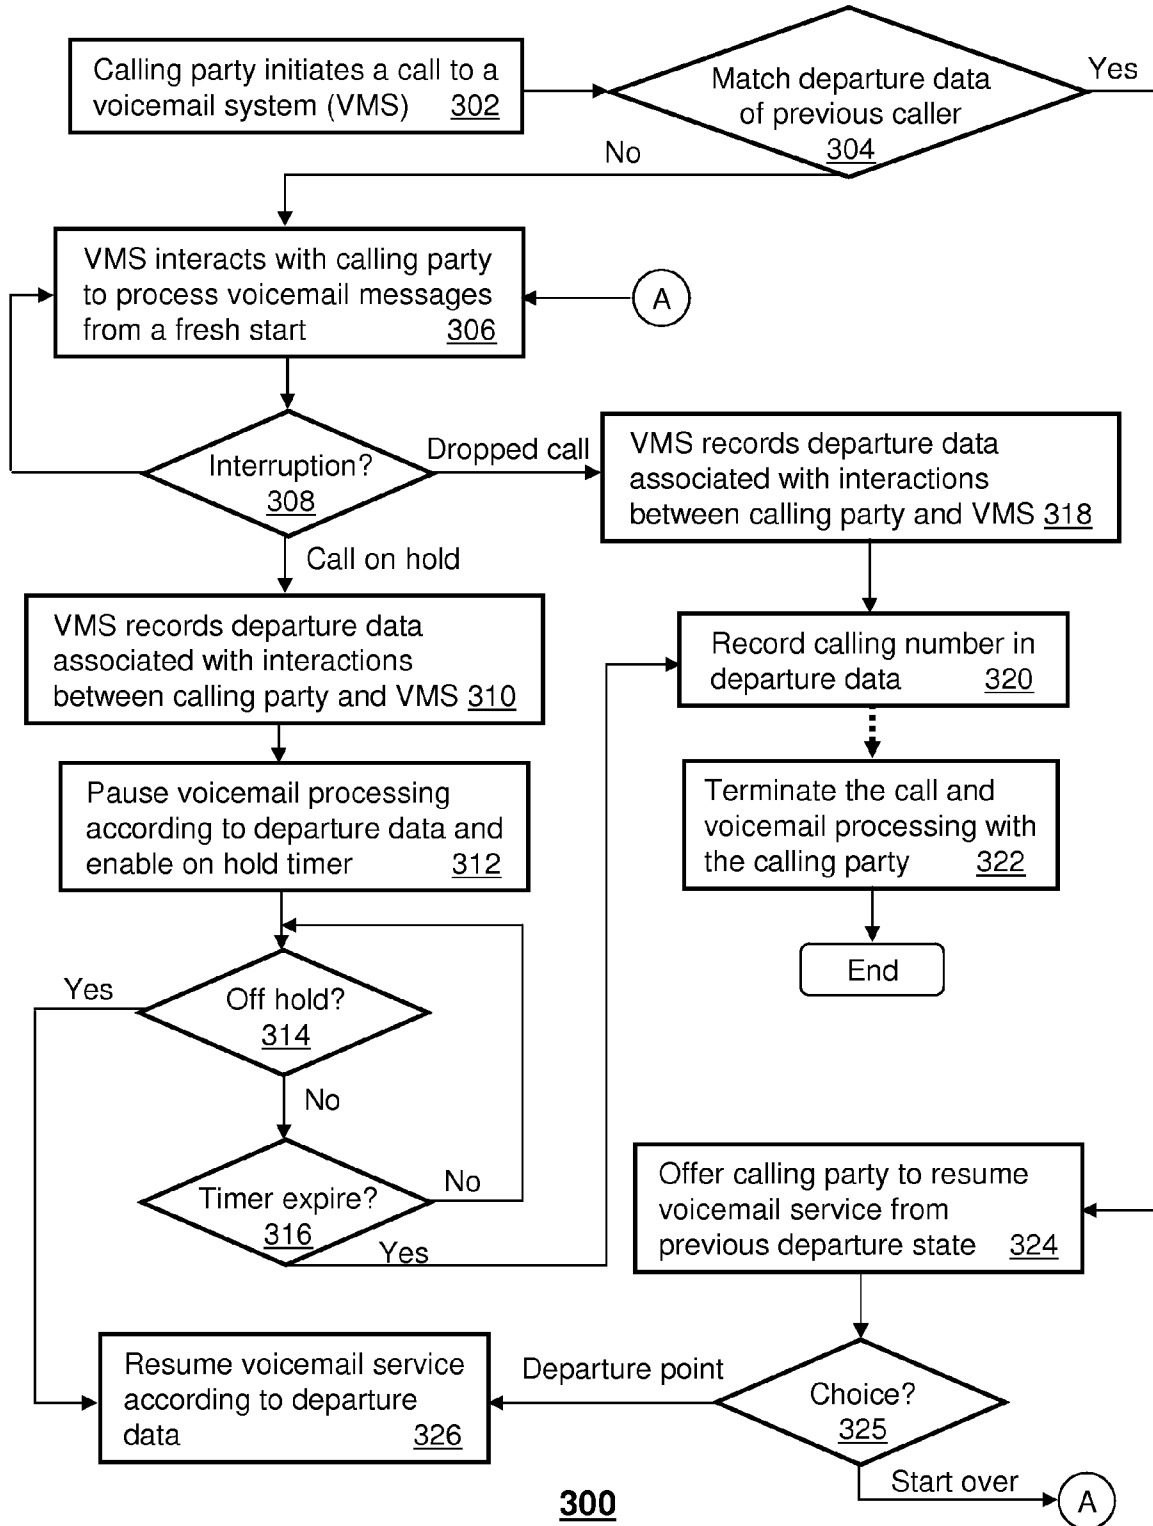 Calling party initiates a call to a
voicemail system (VMS) 302
Match departure data
of previous caller
304
Yes
No
VMS interacts with calling party
to process voicemail messages
from a fresh start 306
A
Interruption?
308
Dropped call
VMS records departure data
associated with interactions
between calling party and VMS 318
Call on hold
VMS records departure data
associated with interactions
between calling party and VMS 310
Record calling number in
departure data 320
Pause voicemail processing
according to departure data and
enable on hold timer 312
Terminate the call and
voicemail processing with
the calling party 322
End
Yes
Off hold?
314
No
Timer expire?
316
No
Yes
Offer calling party to resume
voicemail service from
previous departure state 324
Resume voicemail service
according to departure
data 326
Departure point
Choice?
325
Start over
A
300